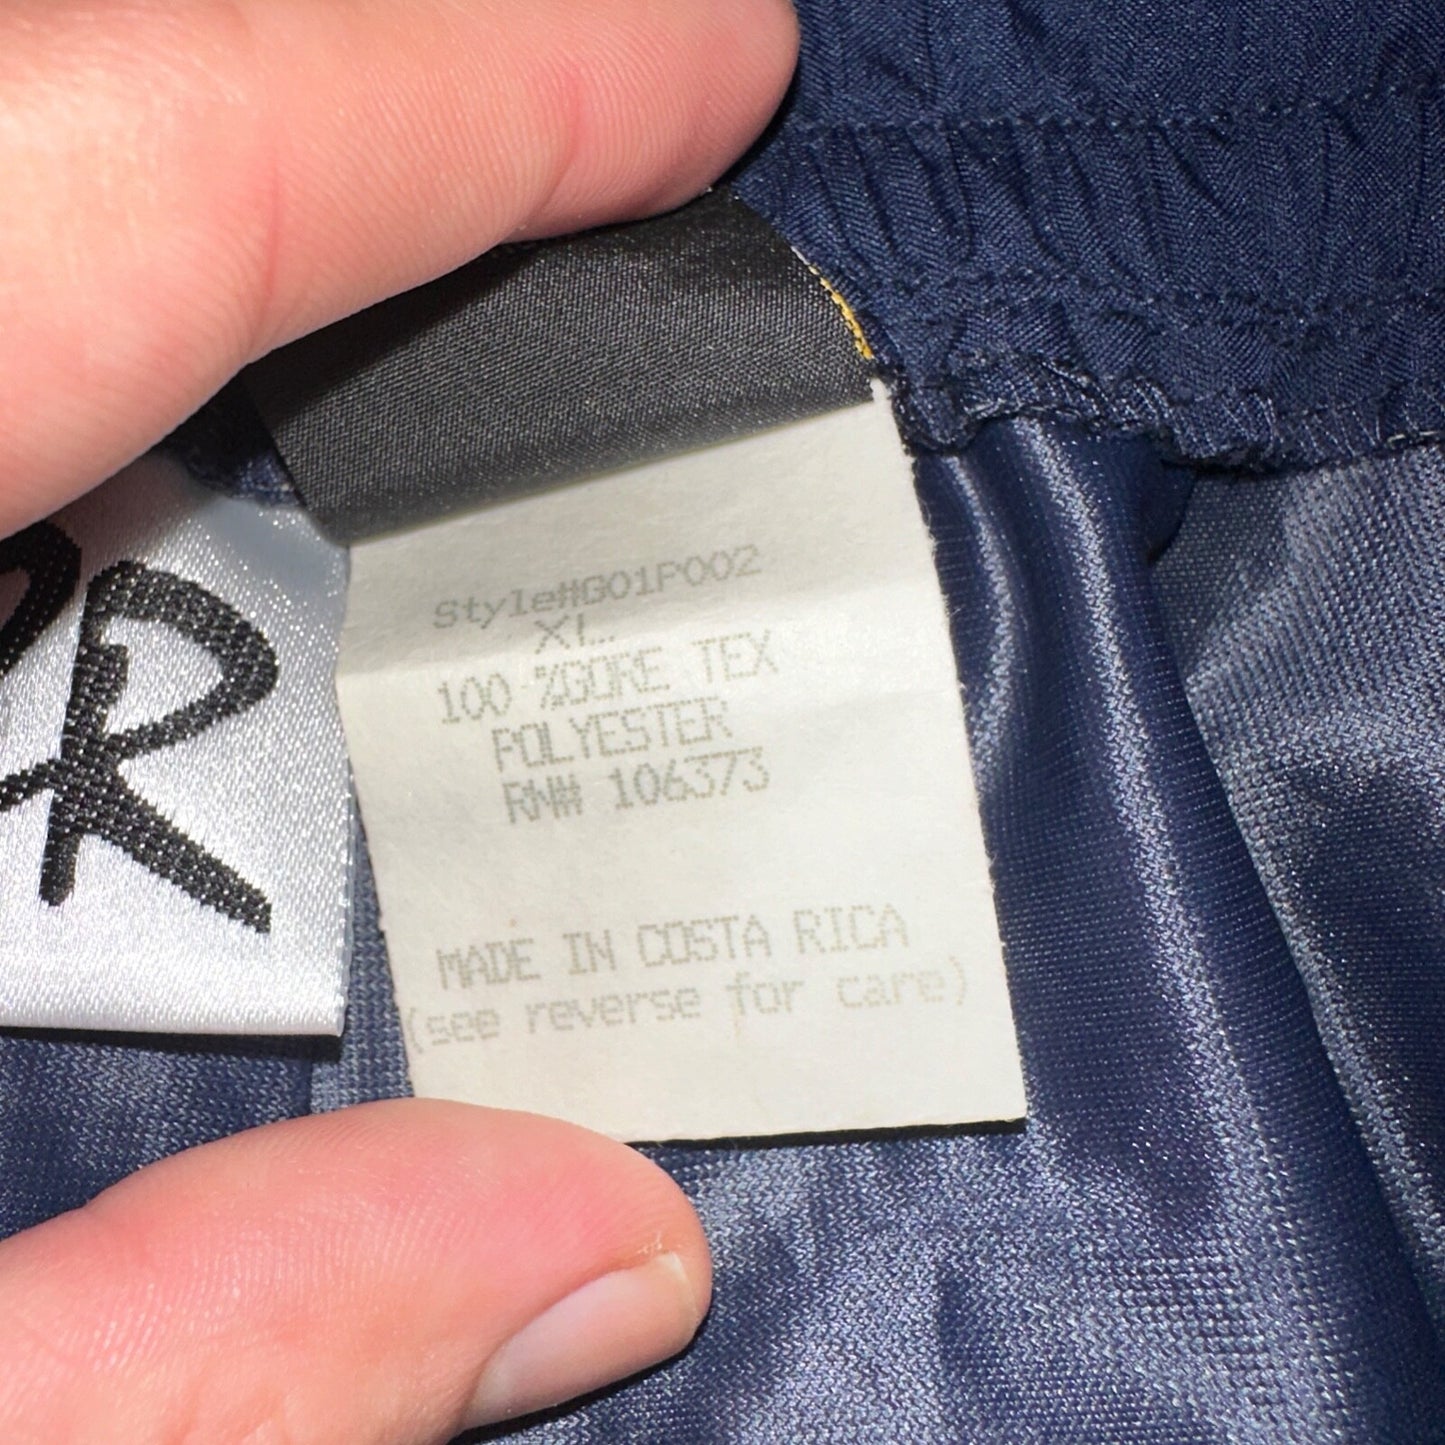 Style#G01P002
XL
100 %GORE TEX
POLYESTER
RN# 106373
MADE IN COSTA RICA
(see reverse for care)
R